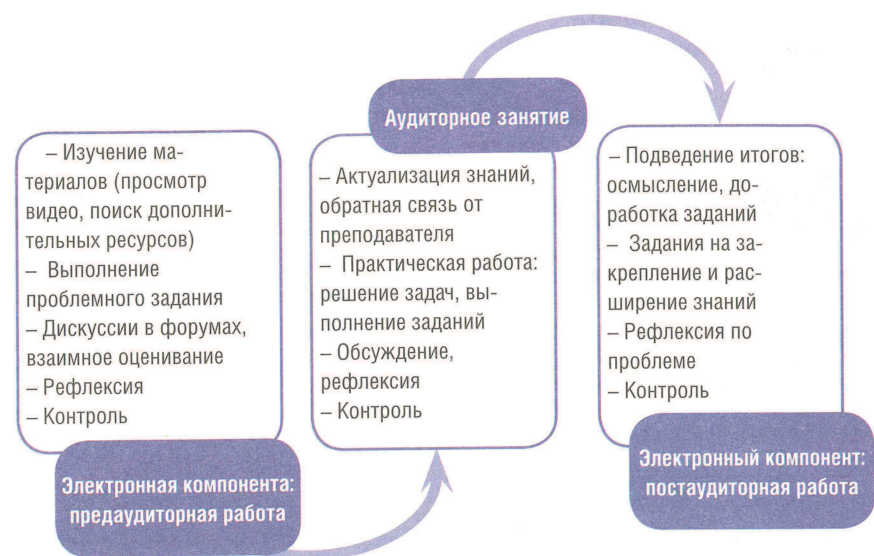 – Изучение ма-
териалов (просмотр
видео, поиск дополни-
тельных ресурсов)
– Выполнение
проблемного задания
– Дискуссии в форумах,
взаимное оценивание
– Рефлексия
– Контроль
Электронная компонента:
предаудиторная работа
Аудиторное занятие
– Актуализация знаний,
обратная связь от
преподавателя
– Практическая работа:
решение задач, вы-
полнение заданий
– Обсуждение,
рефлексия
– Контроль
– Подведение итогов:
осмысление, до-
работка заданий
– Задания на за-
крепление и рас-
ширение знаний
– Рефлексия по
проблеме
– Контроль
Электронный компонент:
постаудиторная работа